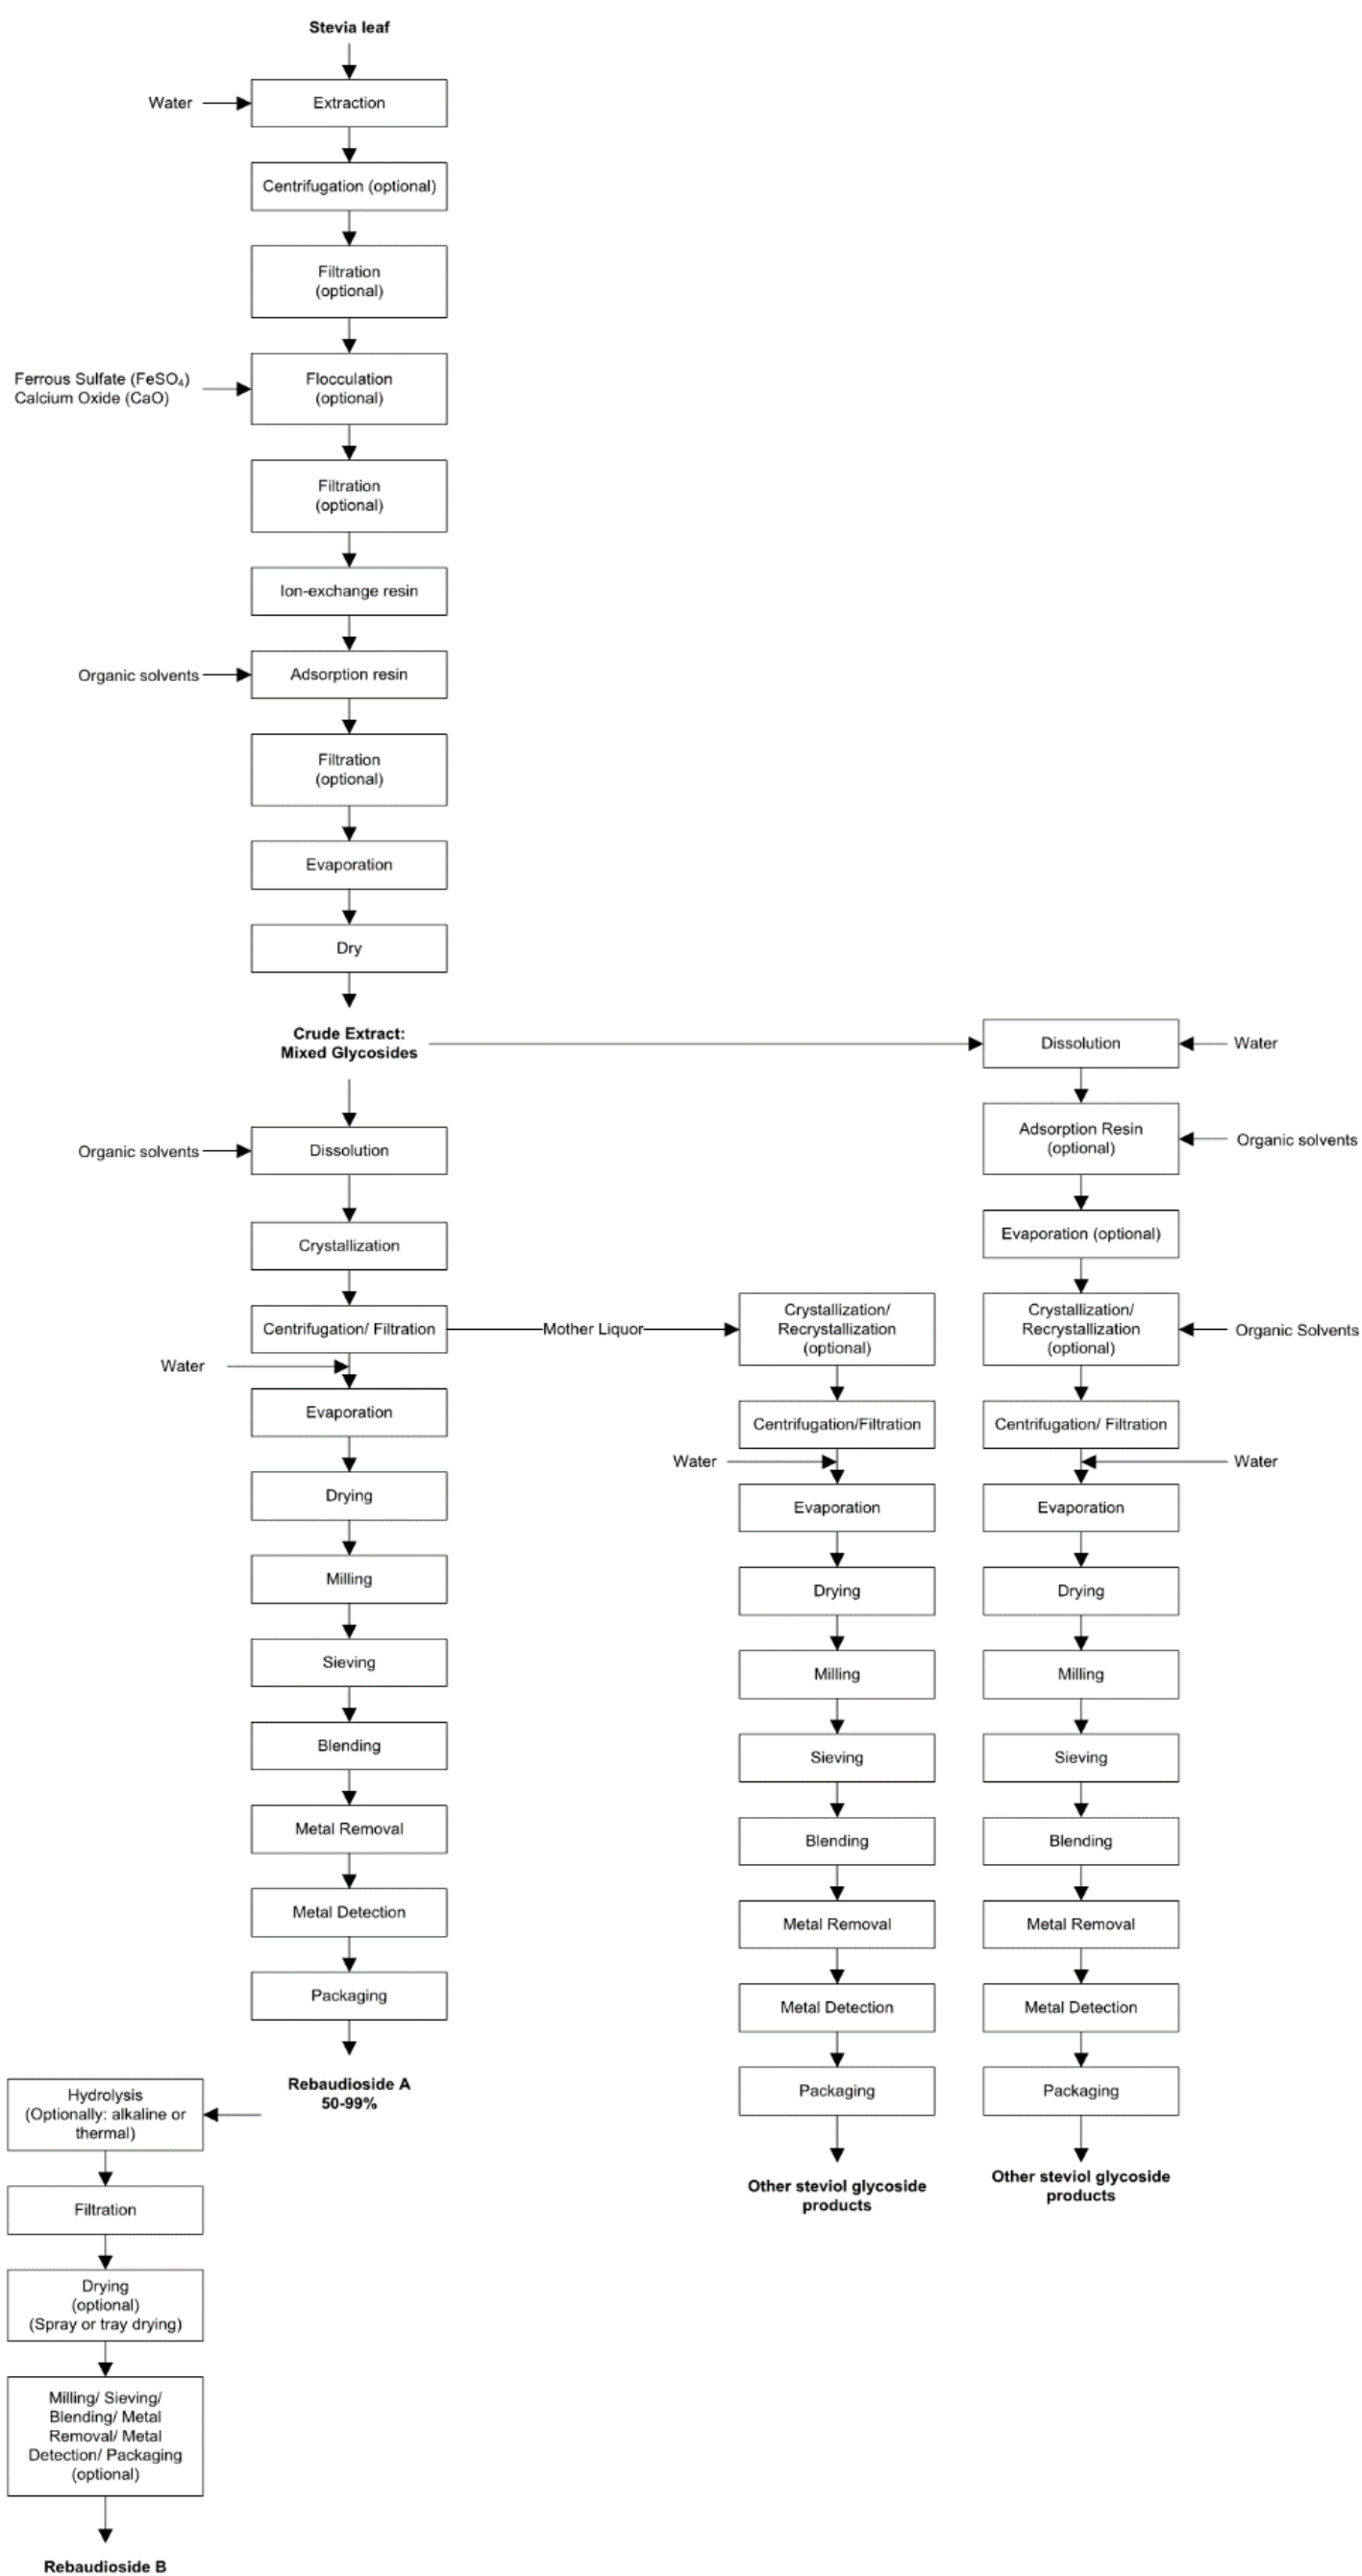 Stevia leaf
Water
Extraction
Centrifugation (optional)
Filtration
(optional)
Ferrous Sulfate (FeSO₄)
Calcium Oxide (CaO)
Flocculation
(optional)
Filtration
(optional)
Ion-exchange resin
Organic solvents
Adsorption resin
Filtration
(optional)
Evaporation
Dry
Crude Extract:
Mixed Glycosides
Organic solvents
Dissolution
Crystallization
Centrifugation/ Filtration
Mother Liquor
Water
Evaporation
Drying
Milling
Sieving
Blending
Metal Removal
Metal Detection
Packaging
Rebaudioside A
50-99%
Hydrolysis
(Optionally: alkaline or
thermal)
Filtration
Drying
(optional)
(Spray or tray drying)
Milling/ Sieving/
Blending/ Metal
Removal/ Metal
Detection/ Packaging
(optional)
Rebaudioside B
Crystallization/
Recrystallization
(optional)
Centrifugation/Filtration
Water
Evaporation
Drying
Milling
Sieving
Blending
Metal Removal
Metal Detection
Packaging
Other steviol glycoside
products
Dissolution
Water
Adsorption Resin
(optional)
Organic solvents
Evaporation (optional)
Crystallization/
Recrystallization
(optional)
Organic Solvents
Centrifugation/ Filtration
Water
Evaporation
Drying
Milling
Sieving
Blending
Metal Removal
Metal Detection
Packaging
Other steviol glycoside
products